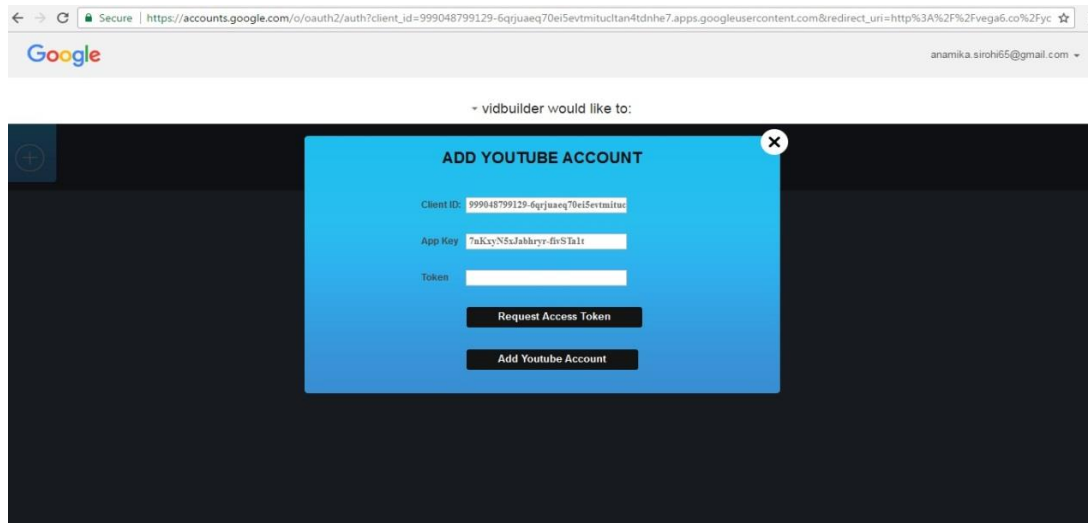 Secure | https://accounts.google.com/o/oauth2/auth?client_id=999048799129-6qrjuaeq70ei5evtmitucltan4tdnhe7.apps.googleusercontent.com&redirect_uri=http%3A%2F%2Fvega6.co%2Fyc
Google
anamika.sirohi65@gmail.com
vidbuilder would like to:
ADD YOUTUBE ACCOUNT
Client ID: 999048799129-6qrjuaeq70ei5evtmituc
App Key 7nKxyN5xJabhryr-fivSTa1t
Token
Request Access Token
Add Youtube Account